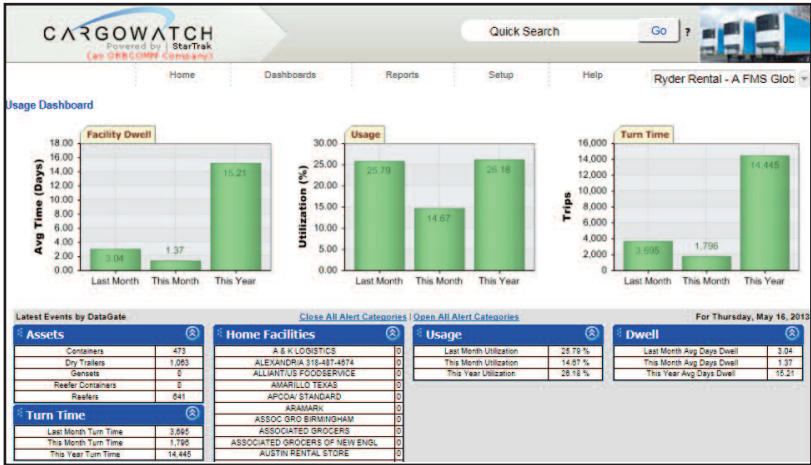 CARGOWATCH
Powered by | StarTrak
(an ORBCOMM Company)
Quick Search
Go
?
Home
Dashboards
Reports
Setup
Help
Ryder Rental - A FMS Glob
Usage Dashboard
Facility Dwell
Avg Time (Days)
18.00
16.00
14.00
12.00
10.00
8.00
6.00
4.00
2.00
0.00
3.04
1.37
15.21
Last Month This Month This Year
Usage
Utilization (%)
30.00
25.00
20.00
15.00
10.00
5.00
0.00
25.79
14.67
26.18
Last Month This Month This Year
Turn Time
Trips
16,000
14,000
12,000
10,000
8,000
6,000
4,000
2,000
0
3,695
1,796
14,445
Last Month This Month This Year
Latest Events by DataGate
Close All Alert Categories | Open All Alert Categories
For Thursday, May 16, 2013
Assets
Containers 473
Dry Trailers 1,063
Gensets 0
Reefer Containers 0
Reefers 641
Turn Time
Last Month Turn Time 3,695
This Month Turn Time 1,796
This Year Turn Time 14,445
Home Facilities
A & K LOGISTICS 0
ALEXANDRIA 318-487-4574 0
ALLIANT/US FOODSERVICE 0
AMARILLO TEXAS 0
APCOA/ STANDARD 0
ARAMARK 0
ASSOC GRO BIRMINGHAM 0
ASSOCIATED GROCERS 0
ASSOCIATED GROCERS OF NEW ENGL 0
AUSTIN RENTAL STORE 0
Usage
Last Month Utilization 25.79 %
This Month Utilization 14.67 %
This Year Utilization 26.18 %
Dwell
Last Month Avg Days Dwell 3.04
This Month Avg Days Dwell 1.37
This Year Avg Days Dwell 15.21